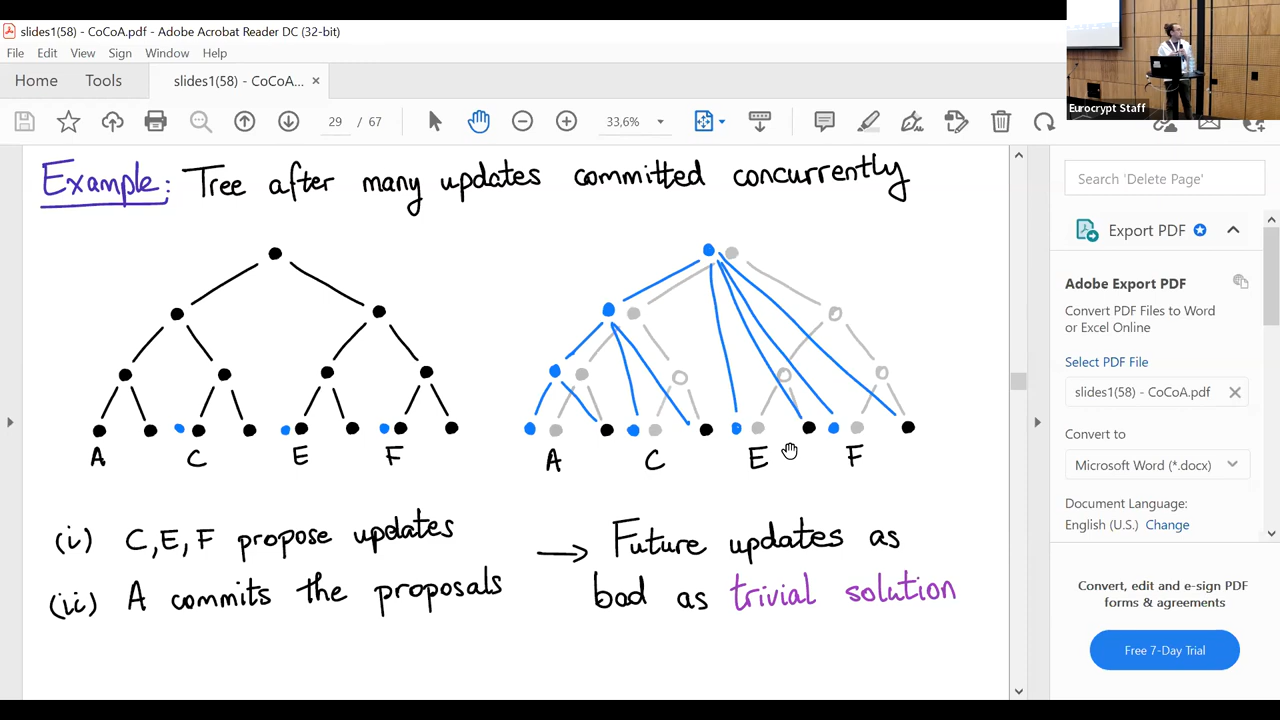 slides1(58) - CoCoA.pdf - Adobe Acrobat Reader DC (32-bit)
File Edit View Sign Window Help
Home Tools slides1(58) - CoCoA... ×
29 / 67 33,6%
Eurocrypt Staff
Example: Tree after many updates committed concurrently
A C E F
A C E F
(i) C, E, F propose updates
(ii) A commits the proposals
→ Future updates as
bad as trivial solution
Search 'Delete Page'
Export PDF
Adobe Export PDF
Convert PDF Files to Word
or Excel Online
Select PDF File
slides1(58) - CoCoA.pdf ×
Convert to
Microsoft Word (*.docx)
Document Language:
English (U.S.) Change
Convert, edit and e-sign PDF
forms & agreements
Free 7-Day Trial